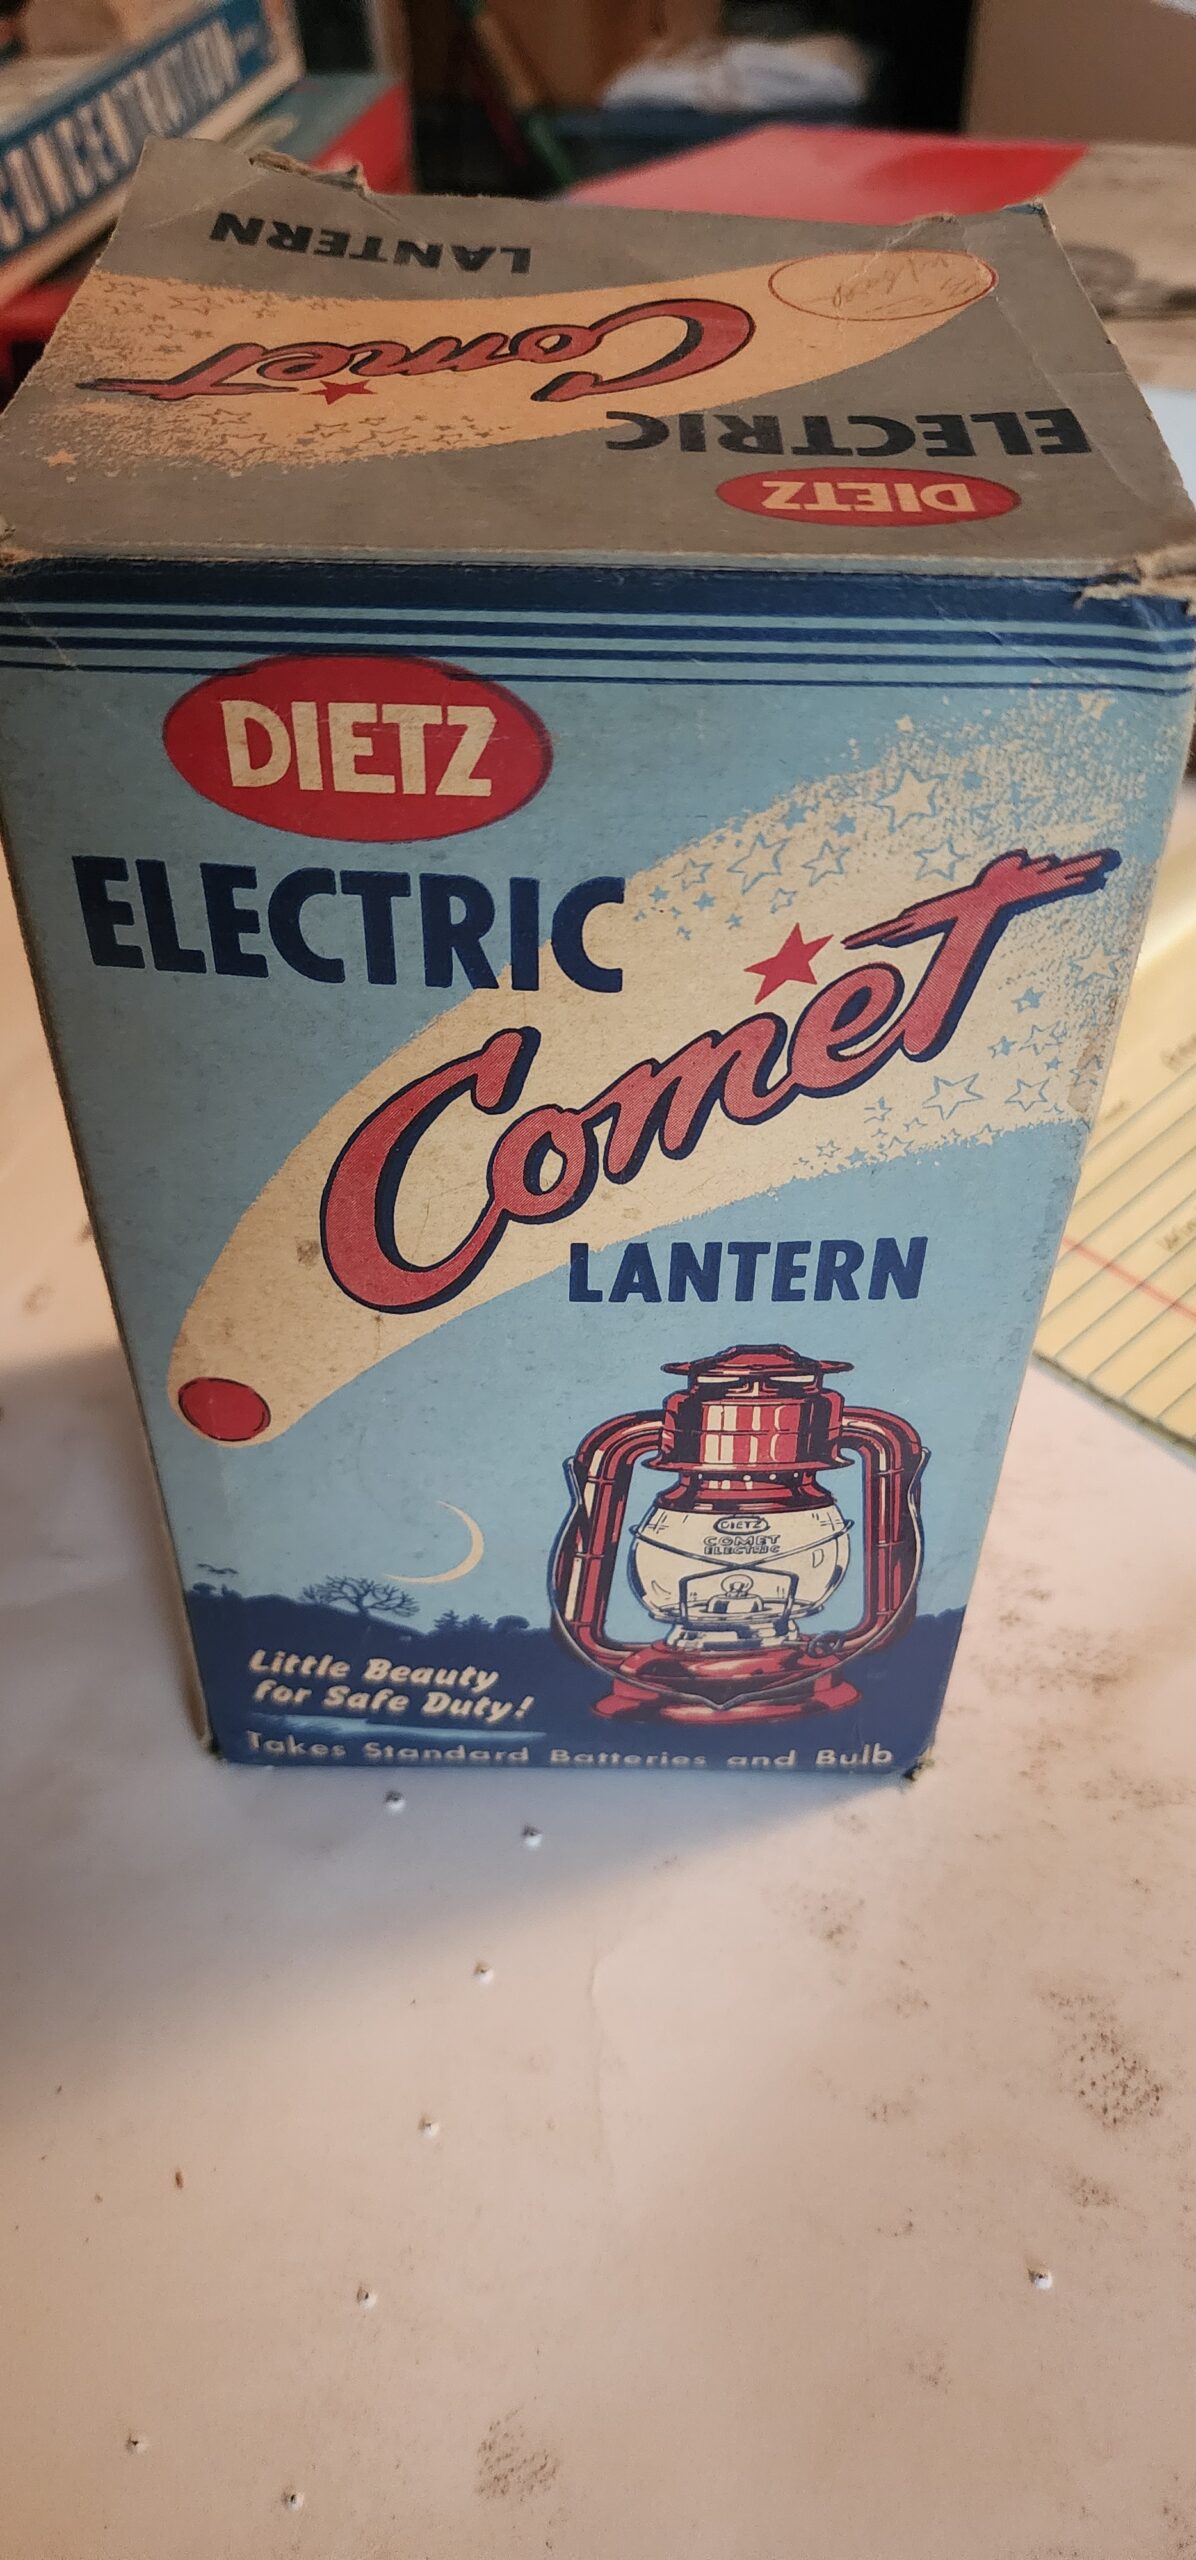 CONCENTRATION
LANTERN
Comet
ELECTRIC
DIETZ
DIETZ
ELECTRIC
Comet
LANTERN
DIETZ
COMET
ELECTRIC
Little Beauty
for Safe Duty!
Takes Standard Batteries and Bulb